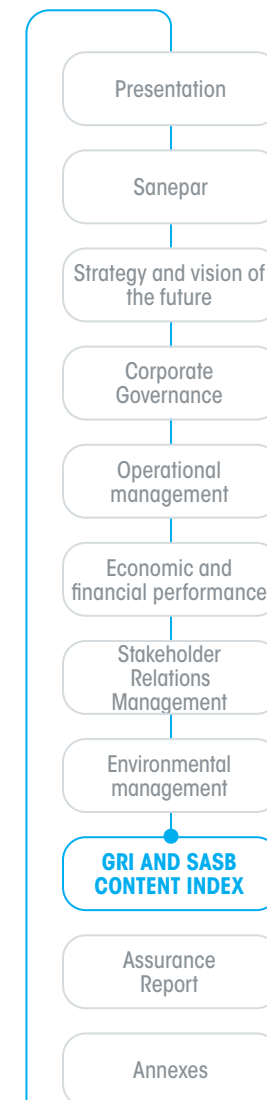 Presentation
Sanepar
Strategy and vision of
the future
Corporate
Governance
Operational
management
Economic and
financial performance
Stakeholder
Relations
Management
Environmental
management
GRI AND SASB
CONTENT INDEX
Assurance
Report
Annexes